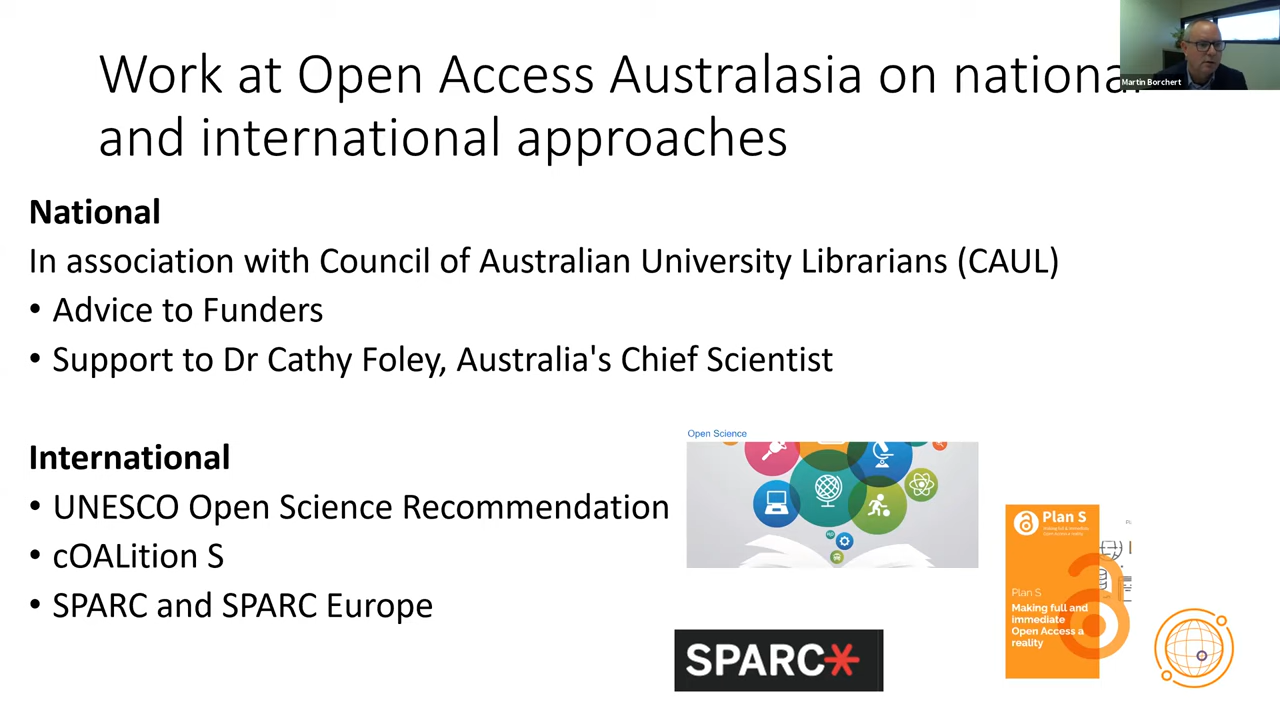 Work at Open Access Australasia on national
and international approaches
Martin Borchert
National
In association with Council of Australian University Librarians (CAUL)
• Advice to Funders
• Support to Dr Cathy Foley, Australia's Chief Scientist
International
• UNESCO Open Science Recommendation
• cOALition S
• SPARC and SPARC Europe
Open Science
Plan S
Plan S
Making full and
immediate
Open Access a
reality
SPARC